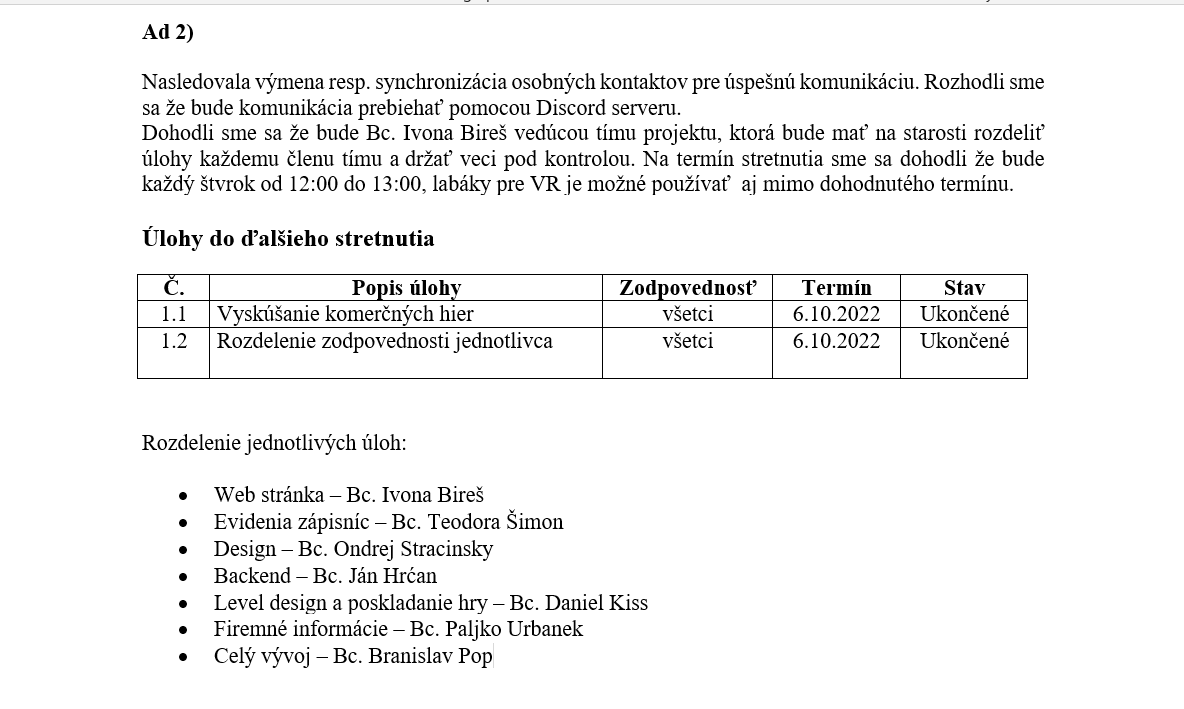 Ad 2)
Nasledovala výmena resp. synchronizácia osobných kontaktov pre úspešnú komunikáciu. Rozhodli sme
sa že bude komunikácia prebiehať pomocou Discord serveru.
Dohodli sme sa že bude Bc. Ivona Bireš vedúcou tímu projektu, ktorá bude mať na starosti rozdeliť
úlohy každemu členu tímu a držať veci pod kontrolou. Na termín stretnutia sme sa dohodli že bude
každý štvrok od 12:00 do 13:00, labáky pre VR je možné používať aj mimo dohodnutého termínu.
Úlohy do ďalšieho stretnutia
Č. Popis úlohy Zodpovednosť Termín Stav
1.1 Vyskúšanie komerčných hier všetci 6.10.2022 Ukončené
1.2 Rozdelenie zodpovednosti jednotlivca všetci 6.10.2022 Ukončené
Rozdelenie jednotlivých úloh:
• Web stránka – Bc. Ivona Bireš
• Evidenia zápisníc – Bc. Teodora Šimon
• Design – Bc. Ondrej Stracinsky
• Backend – Bc. Ján Hrćan
• Level design a poskladanie hry – Bc. Daniel Kiss
• Firemné informácie – Bc. Paljko Urbanek
• Celý vývoj – Bc. Branislav Pop